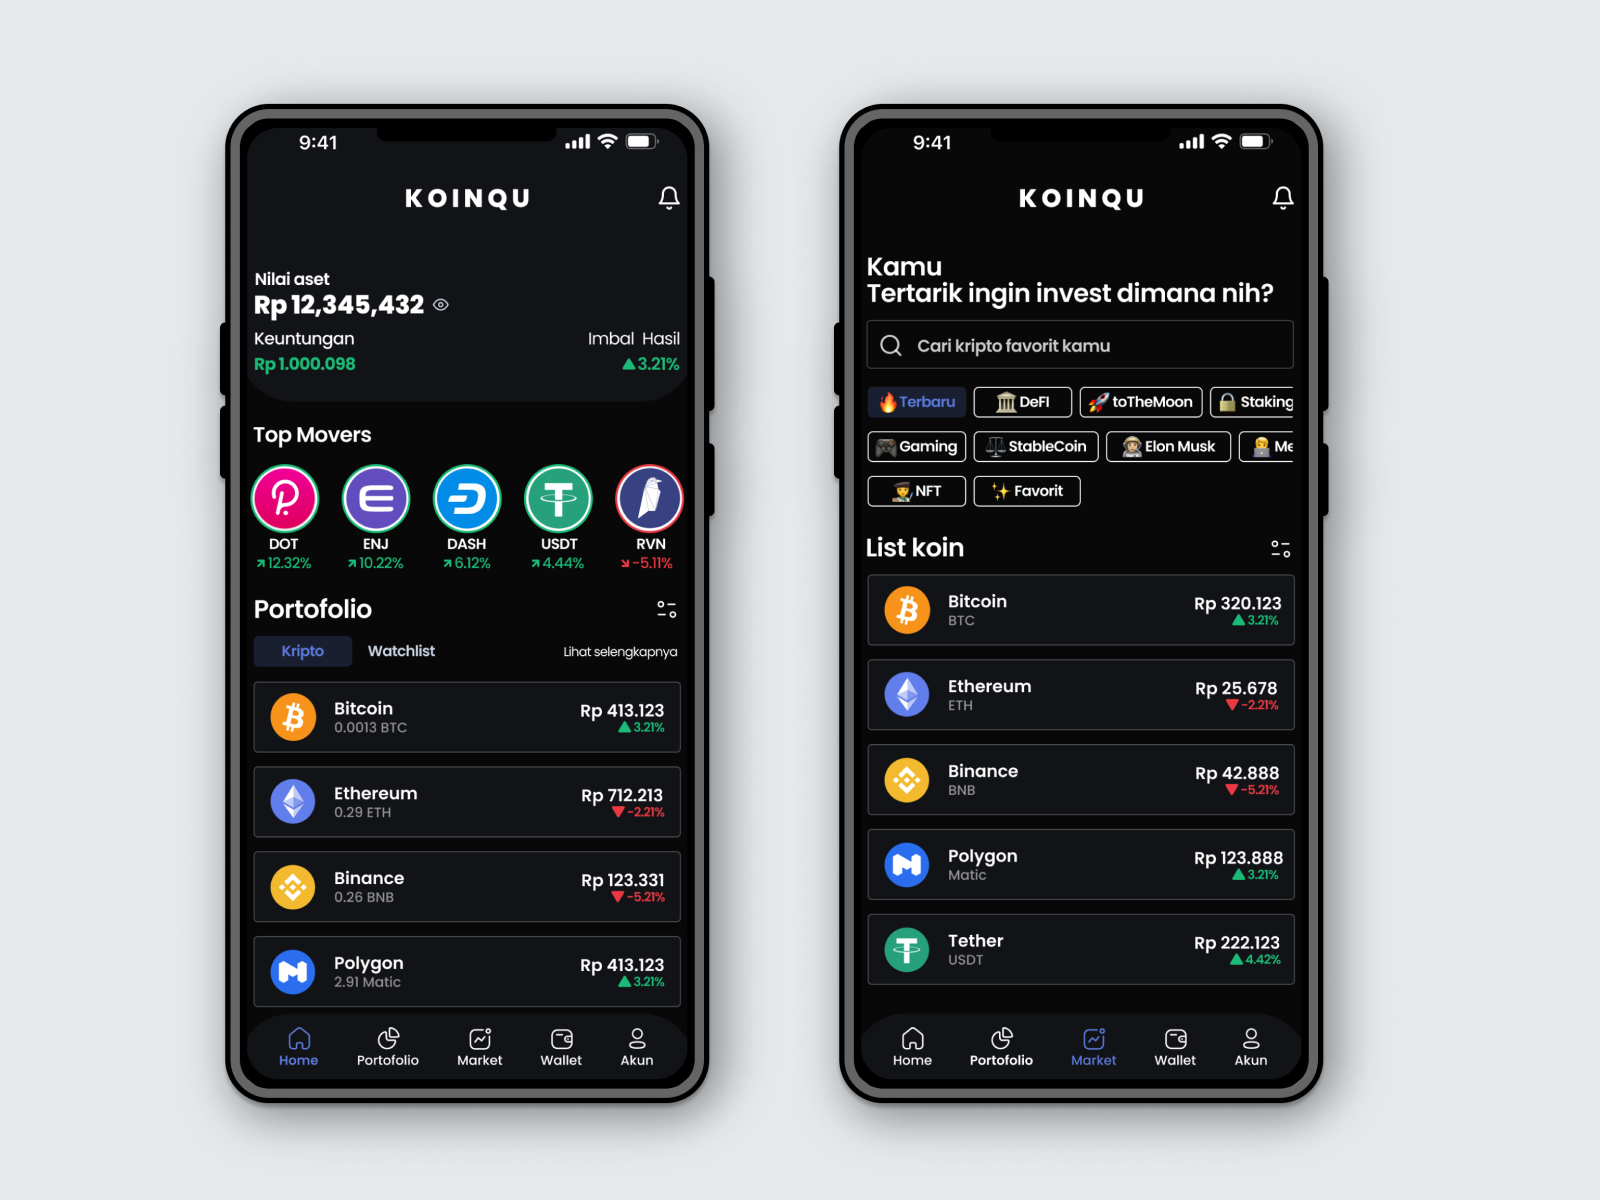 9:41
KOINQU
Nilai aset
Rp 12,345,432
Keuntungan Imbal Hasil
Rp 1.000.098 3.21%
Top Movers
DOT ENJ DASH USDT RVN
12.32% 10.22% 6.12% 4.44% -5.11%
Portofolio
Kripto Watchlist Lihat selengkapnya
Bitcoin Rp 413.123
0.0013 BTC 3.21%
Ethereum Rp 712.213
0.29 ETH -2.21%
Binance Rp 123.331
0.26 BNB -5.21%
Polygon Rp 413.123
2.91 Matic 3.21%
Home Portofolio Market Wallet Akun
9:41
KOINQU
Kamu
Tertarik ingin invest dimana nih?
Cari kripto favorit kamu
Terbaru DeFI toTheMoon Staking
Gaming StableCoin Elon Musk Me
NFT Favorit
List koin
Bitcoin Rp 320.123
BTC 3.21%
Ethereum Rp 25.678
ETH -2.21%
Binance Rp 42.888
BNB -5.21%
Polygon Rp 123.888
Matic 3.21%
Tether Rp 222.123
USDT 4.42%
Home Portofolio Market Wallet Akun